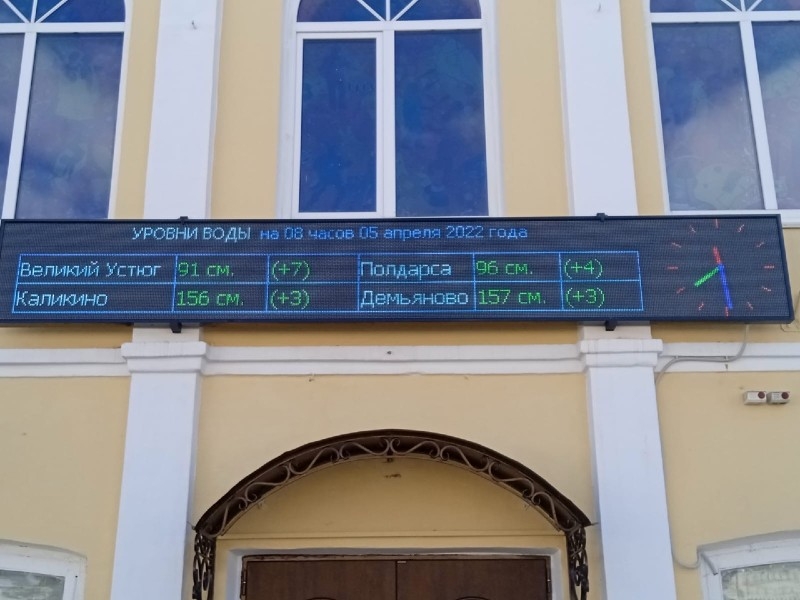 УРОВНИ ВОДЫ на 08 часов 05 апреля 2022 года
Великий Устюг 91 см. (+7) Полдарса 96 см. (+4)
Каликино 156 см. (+3) Демьяново 157 см. (+3)